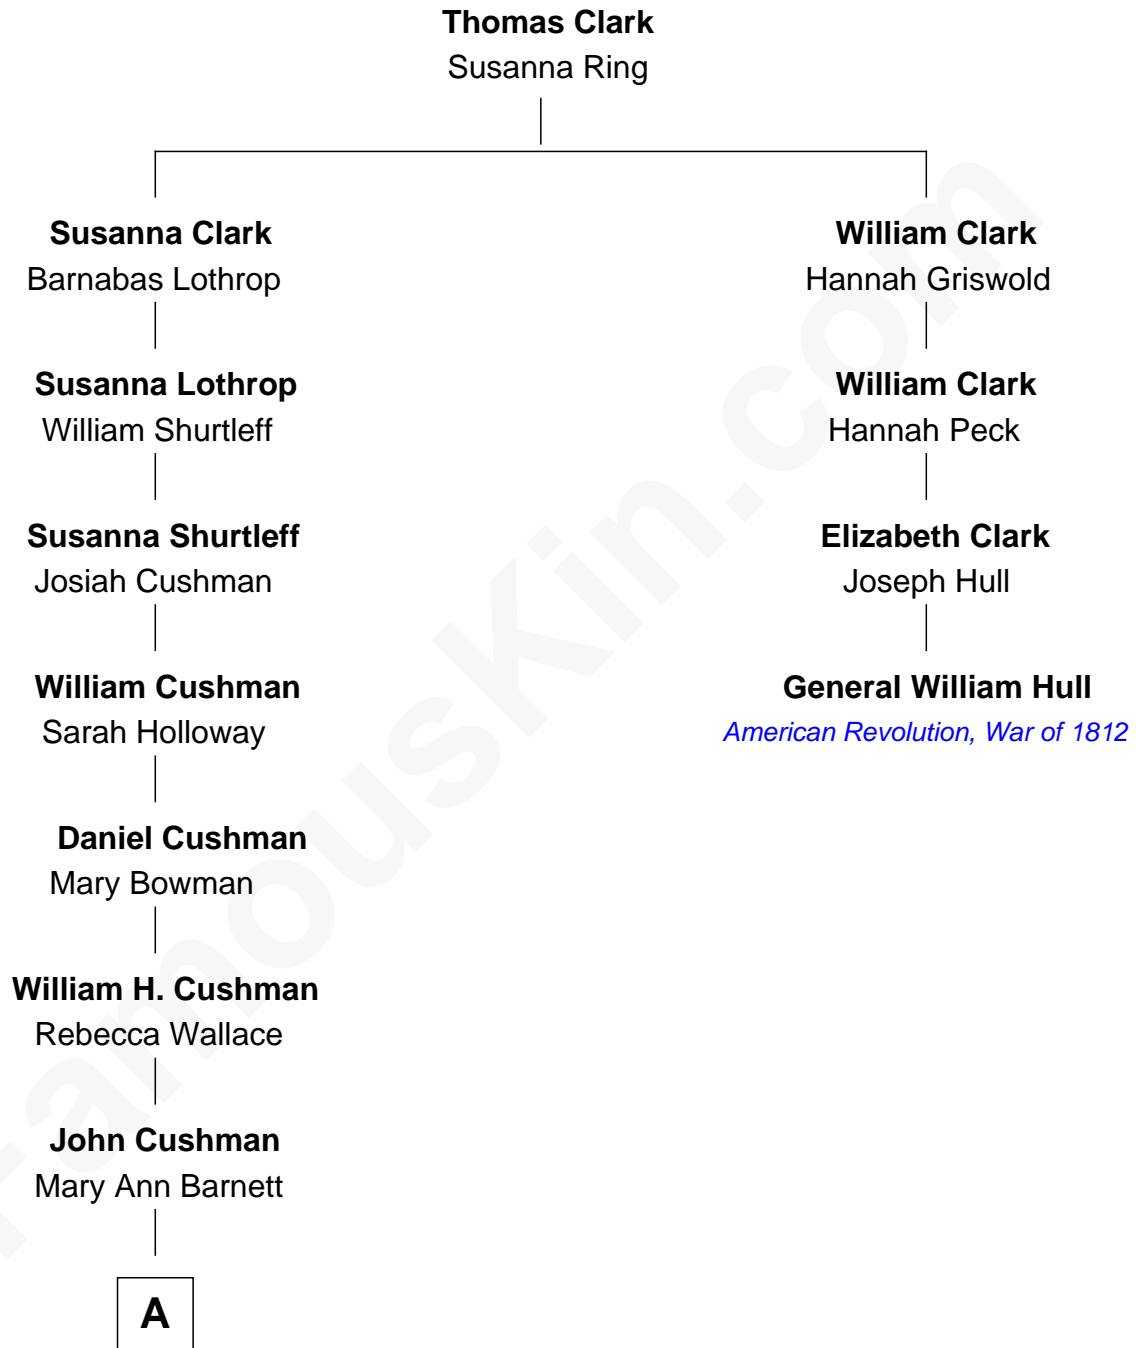 Thomas Clark
Susanna Ring
Susanna Clark
Barnabas Lothrop
William Clark
Hannah Griswold
Susanna Lothrop
William Shurtleff
William Clark
Hannah Peck
Susanna Shurtleff
Josiah Cushman
Elizabeth Clark
Joseph Hull
William Cushman
Sarah Holloway
General William Hull
American Revolution, War of 1812
Daniel Cushman
Mary Bowman
William H. Cushman
Rebecca Wallace
John Cushman
Mary Ann Barnett
A
FamousKin.com